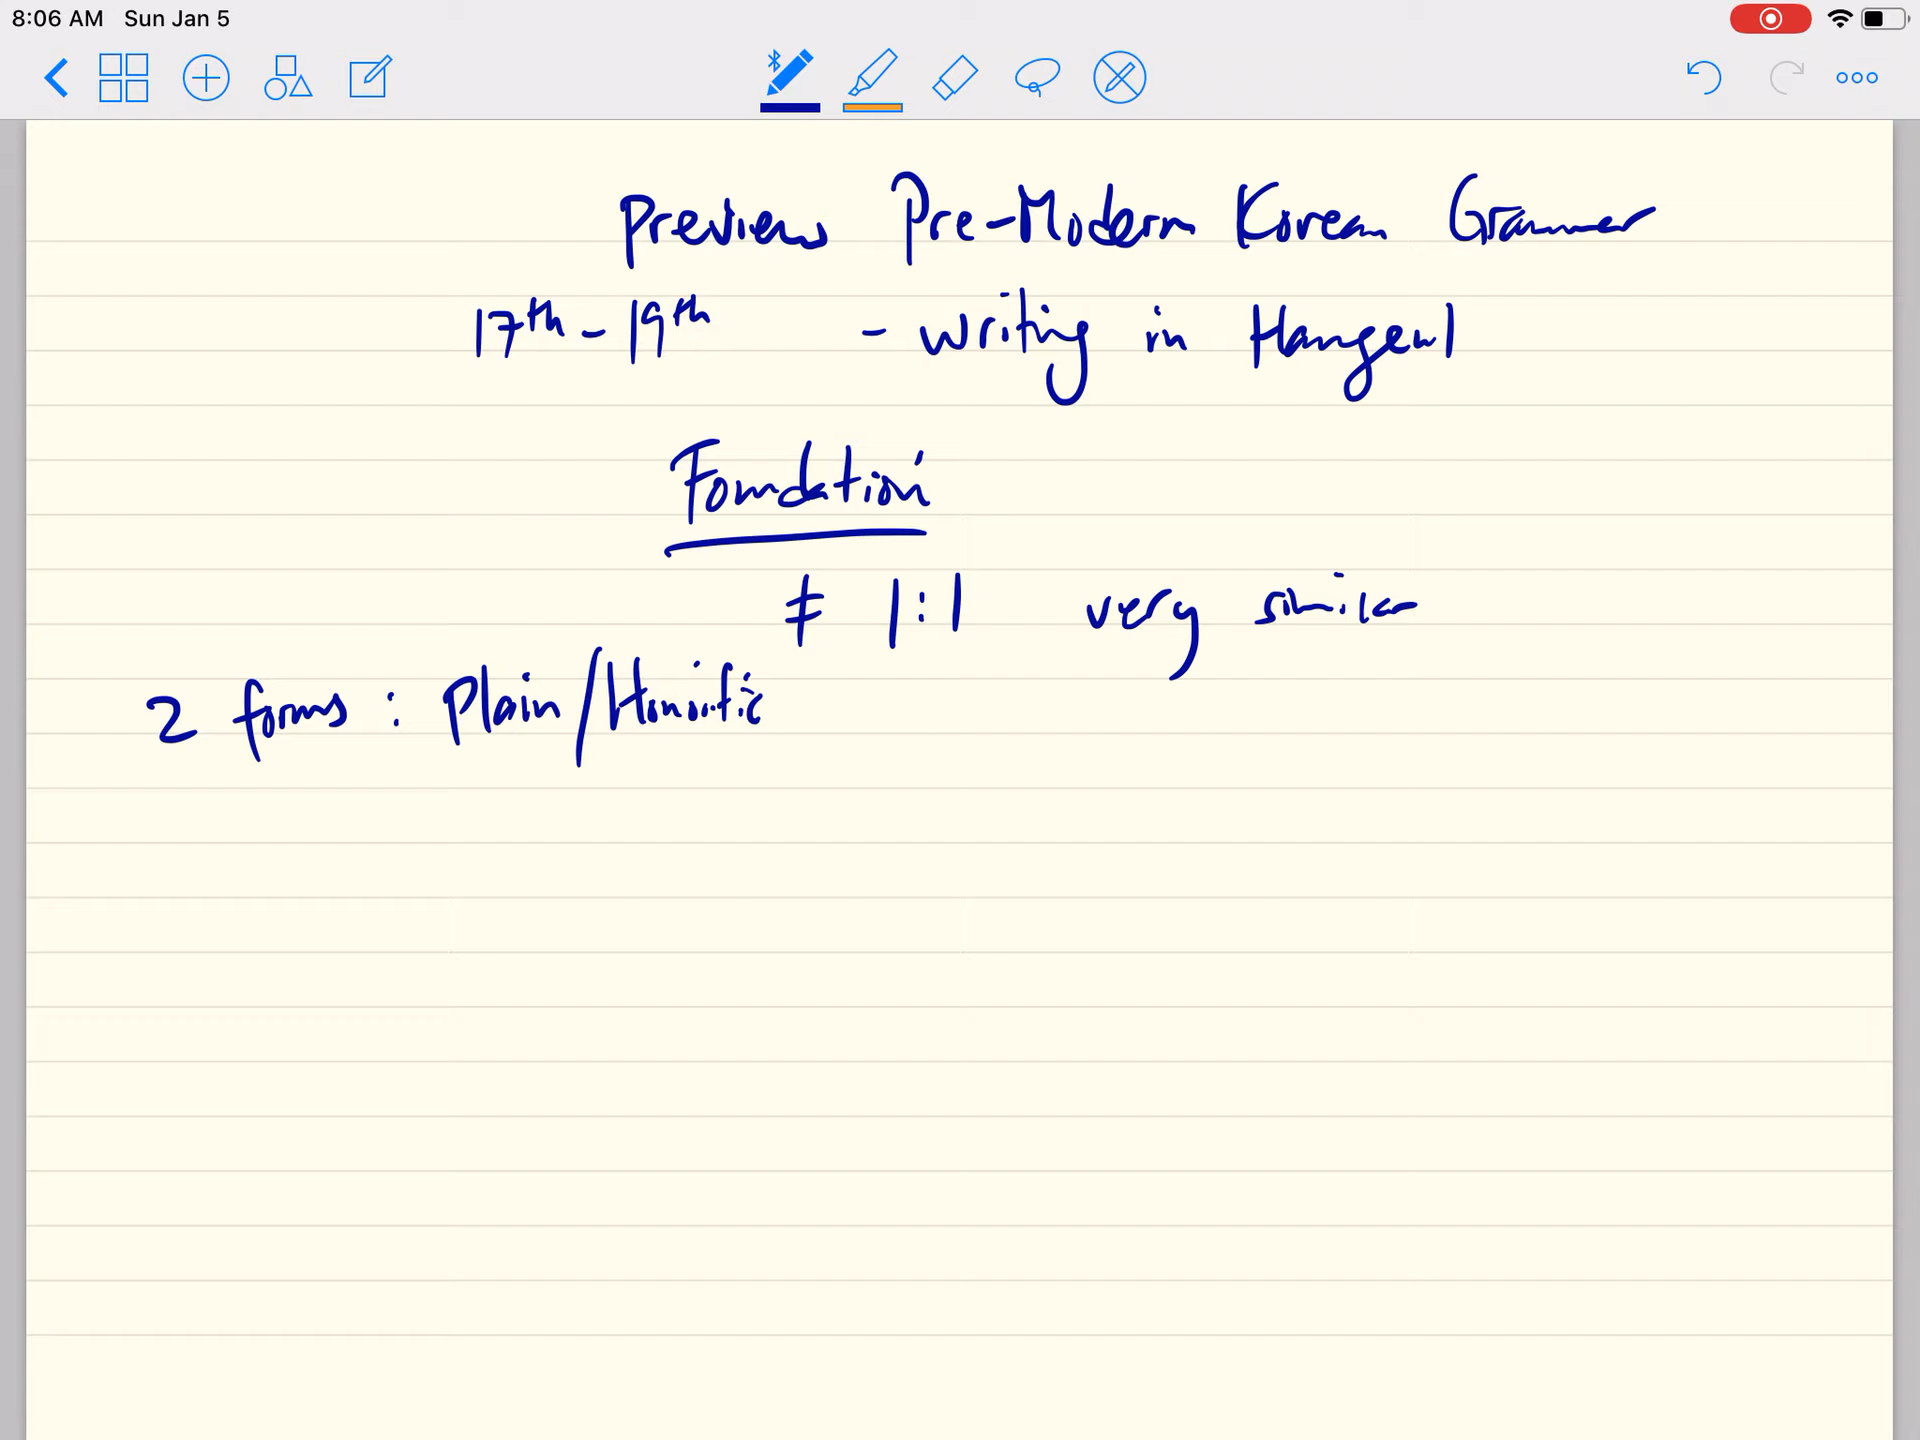 8:06 AM Sun Jan 5
Preview Pre-Modern Korean Grammar
17th - 19th - writing in Hangeul
Foundation
≠ 1:1 very similar
2 forms : Plain/Honorific